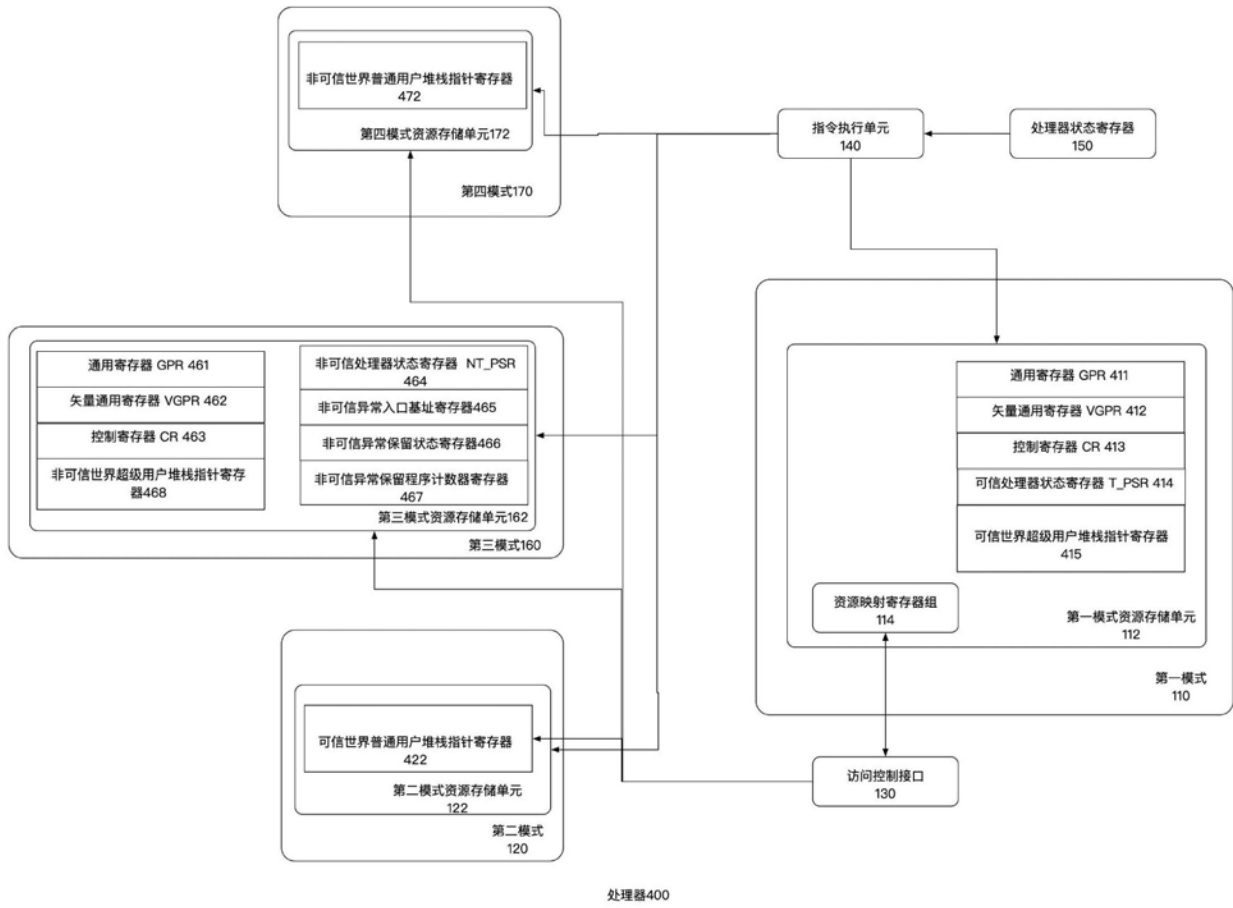 非可信世界普通用户堆栈指针寄存器
472
第四模式资源存储单元172
第四模式170
指令执行单元
140
处理器状态寄存器
150
通用寄存器 GPR 461
矢量通用寄存器 VGPR 462
控制寄存器 CR 463
非可信世界超级用户堆栈指针寄存
器468
非可信处理器状态寄存器 NT_PSR
464
非可信异常入口基址寄存器465
非可信异常保留状态寄存器466
非可信异常保留程序计数器寄存器
467
第三模式资源存储单元162
第三模式160
通用寄存器 GPR 411
矢量通用寄存器 VGPR 412
控制寄存器 CR 413
可信处理器状态寄存器 T_PSR 414
可信世界超级用户堆栈指针寄存器
415
资源映射寄存器组
114
第一模式资源存储单元
112
第一模式
110
可信世界普通用户堆栈指针寄存器
422
第二模式资源存储单元
122
第二模式
120
访问控制接口
130
处理器400